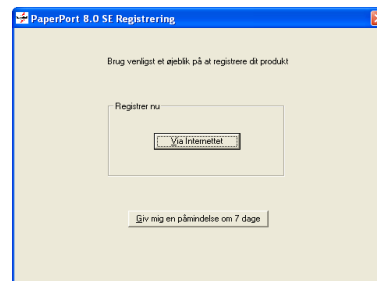 PaperPort 8.0 SE Registrering
Brug venligst et øjeblik på at registrere dit produkt
Registrer nu
Via Internettet
Giv mig en påmindelse om 7 dage